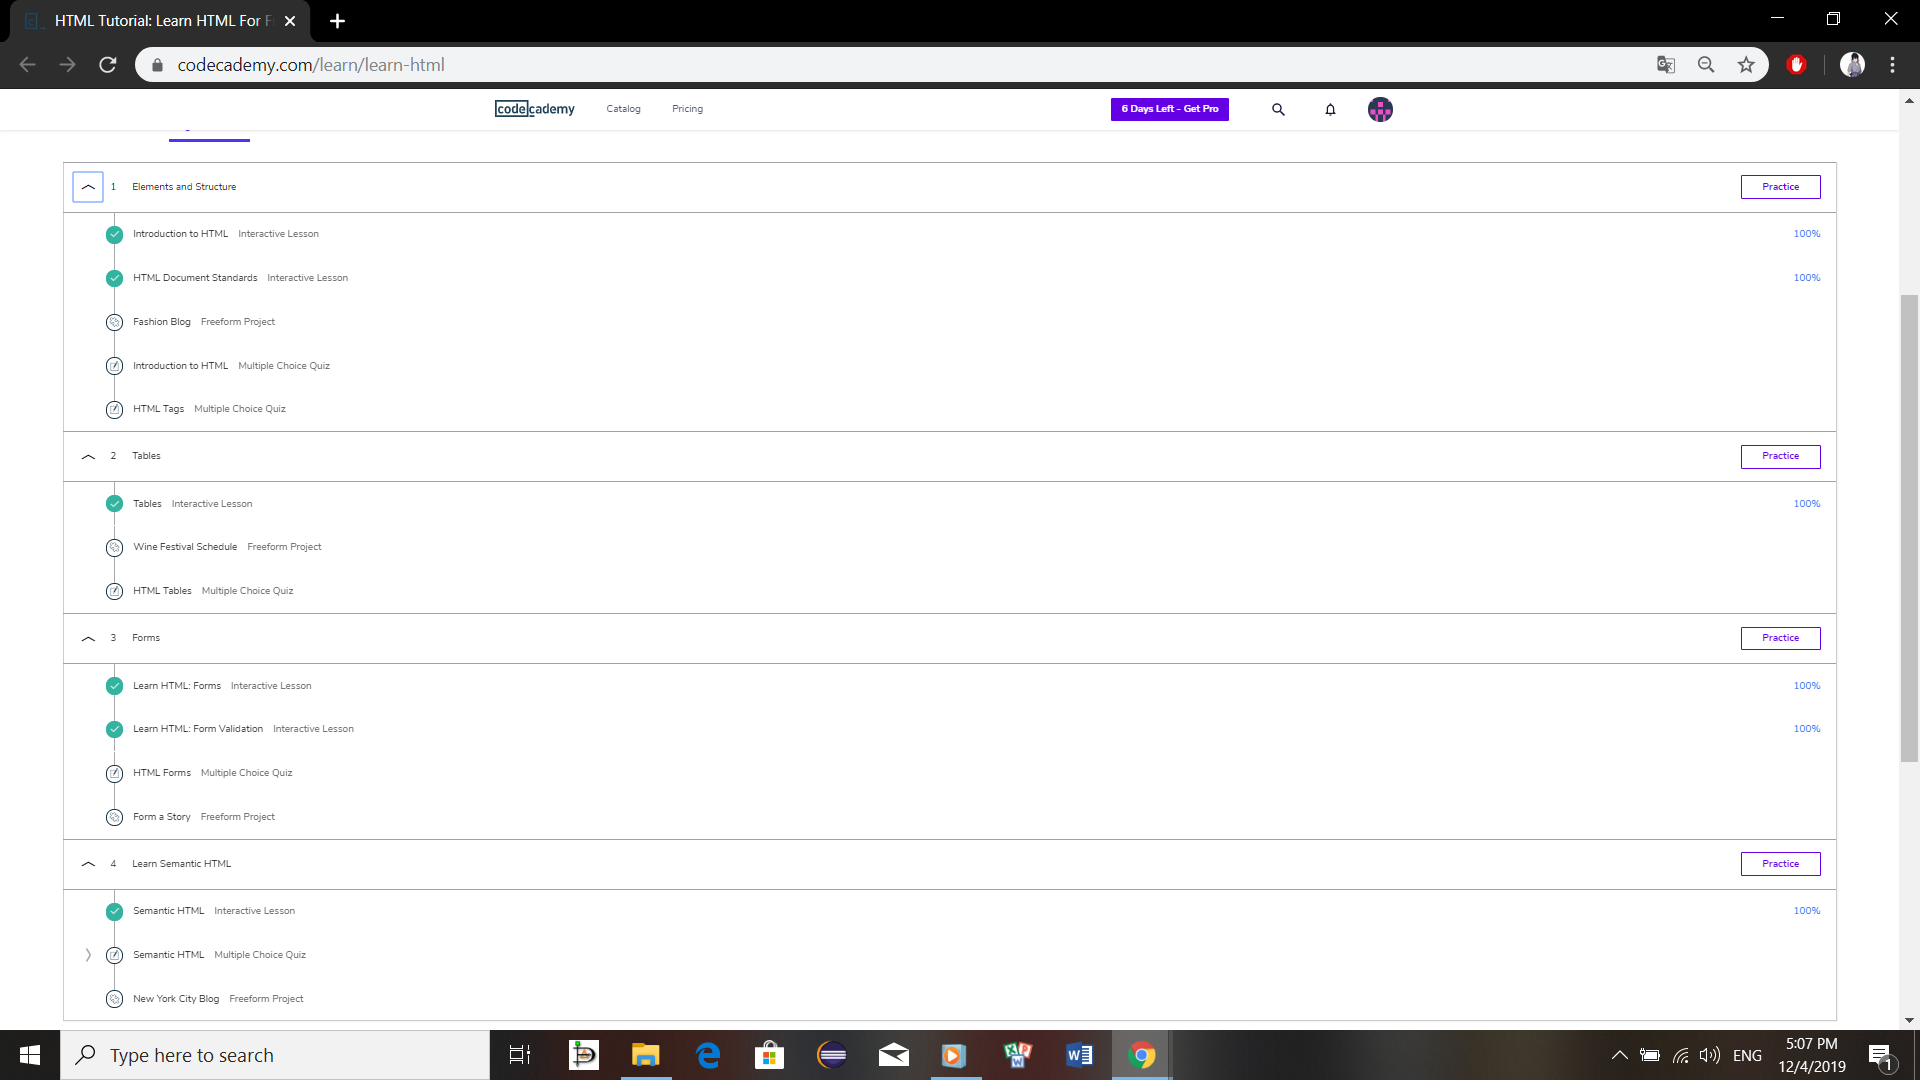 HTML Tutorial: Learn HTML For F
codecademy.com/learn/learn-html
codecademy Catalog Pricing 6 Days Left - Get Pro
1 Elements and Structure Practice
Introduction to HTML Interactive Lesson 100%
HTML Document Standards Interactive Lesson 100%
Fashion Blog Freeform Project
Introduction to HTML Multiple Choice Quiz
HTML Tags Multiple Choice Quiz
2 Tables Practice
Tables Interactive Lesson 100%
Wine Festival Schedule Freeform Project
HTML Tables Multiple Choice Quiz
3 Forms Practice
Learn HTML: Forms Interactive Lesson 100%
Learn HTML: Form Validation Interactive Lesson 100%
HTML Forms Multiple Choice Quiz
Form a Story Freeform Project
4 Learn Semantic HTML Practice
Semantic HTML Interactive Lesson 100%
Semantic HTML Multiple Choice Quiz
New York City Blog Freeform Project
Type here to search ENG 5:07 PM
12/4/2019 1